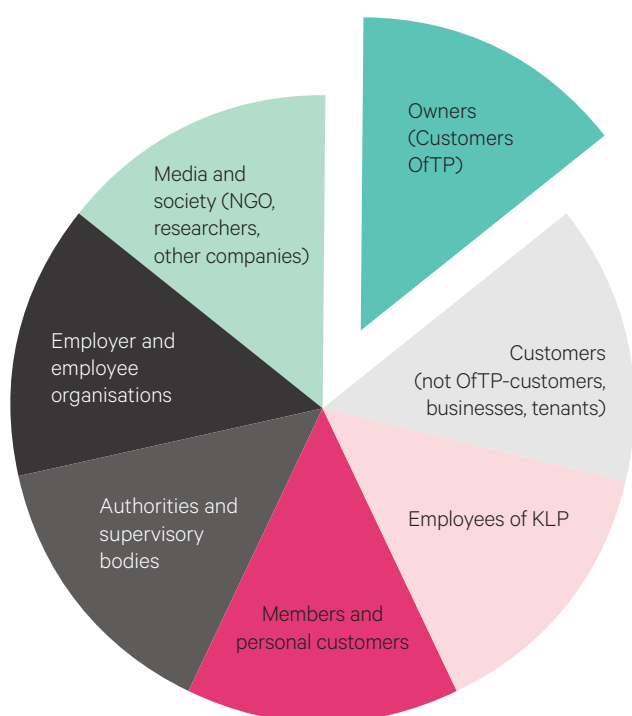 Owners
(Customers
OfTP)
Media and
society (NGO,
researchers,
other companies)
Employer and
employee
organisations
Customers
(not OfTP-customers,
businesses, tenants)
Authorities and
supervisory
bodies
Employees of KLP
Members and
personal customers